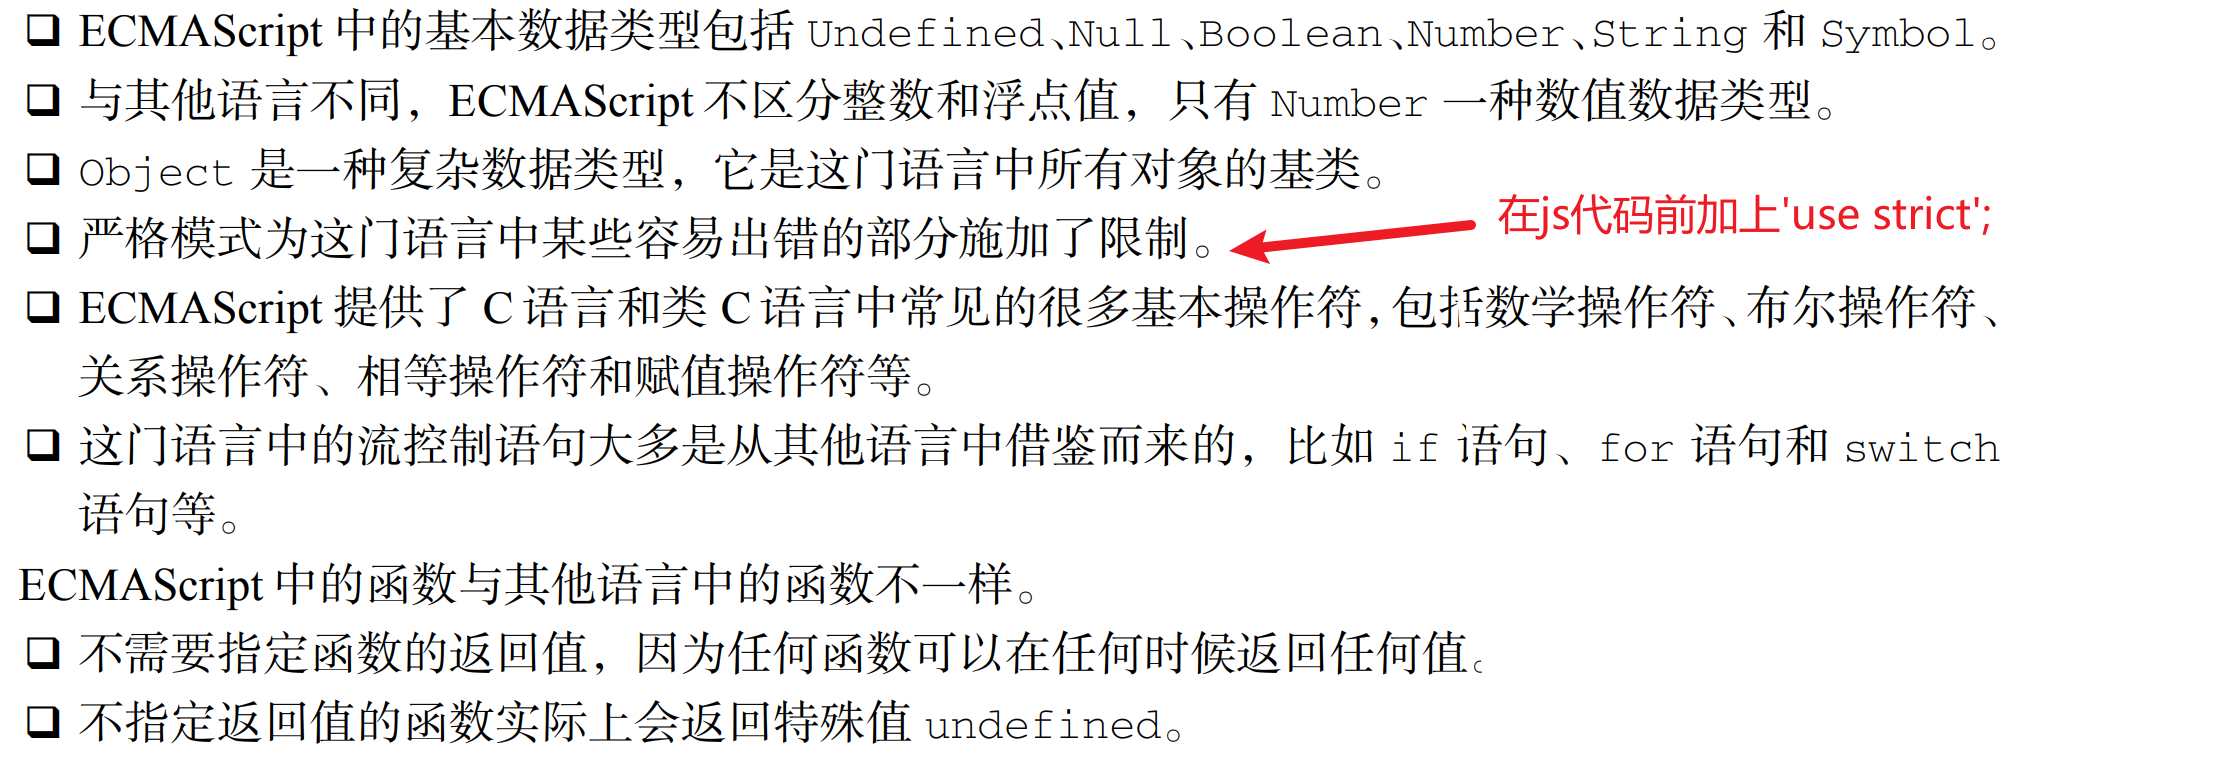 ❑ ECMAScript 中的基本数据类型包括 Undefined、Null、Boolean、Number、String 和 Symbol。
❑ 与其他语言不同，ECMAScript 不区分整数和浮点值，只有 Number 一种数值数据类型。
❑ Object 是一种复杂数据类型，它是这门语言中所有对象的基类。
❑ 严格模式为这门语言中某些容易出错的部分施加了限制。
在js代码前加上'use strict';
❑ ECMAScript 提供了 C 语言和类 C 语言中常见的很多基本操作符，包括数学操作符、布尔操作符、
关系操作符、相等操作符和赋值操作符等。
❑ 这门语言中的流控制语句大多是从其他语言中借鉴而来的，比如 if 语句、for 语句和 switch
语句等。
ECMAScript 中的函数与其他语言中的函数不一样。
❑ 不需要指定函数的返回值，因为任何函数可以在任何时候返回任何值。
❑ 不指定返回值的函数实际上会返回特殊值 undefined。